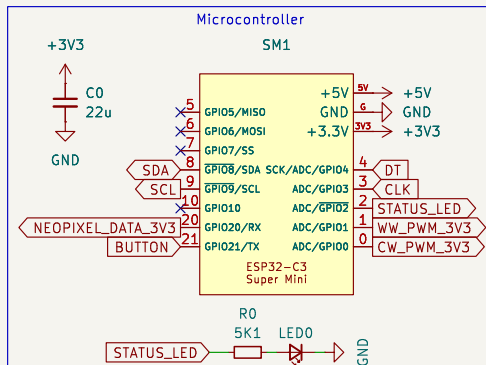 Microcontroller
SM1
+3V3
C0
22u
GND
5 GPIO5/MISO
6 GPIO6/MOSI
7 GPIO7/SS
SDA 8 GPIO8/SDA
SCL 9 GPIO9/SCL
10 GPIO10
NEOPIXEL_DATA_3V3 20 GPIO20/RX
BUTTON 21 GPIO21/TX
+5V 5V +5V
GND G GND
+3.3V 3V3 +3V3
SCK/ADC/GPIO4 4 DT
ADC/GPIO3 3 CLK
ADC/GPIO2 2 STATUS_LED
ADC/GPIO1 1 WW_PWM_3V3
ADC/GPIO0 0 CW_PWM_3V3
ESP32-C3
Super Mini
STATUS_LED
R0
5K1
LED0
GND